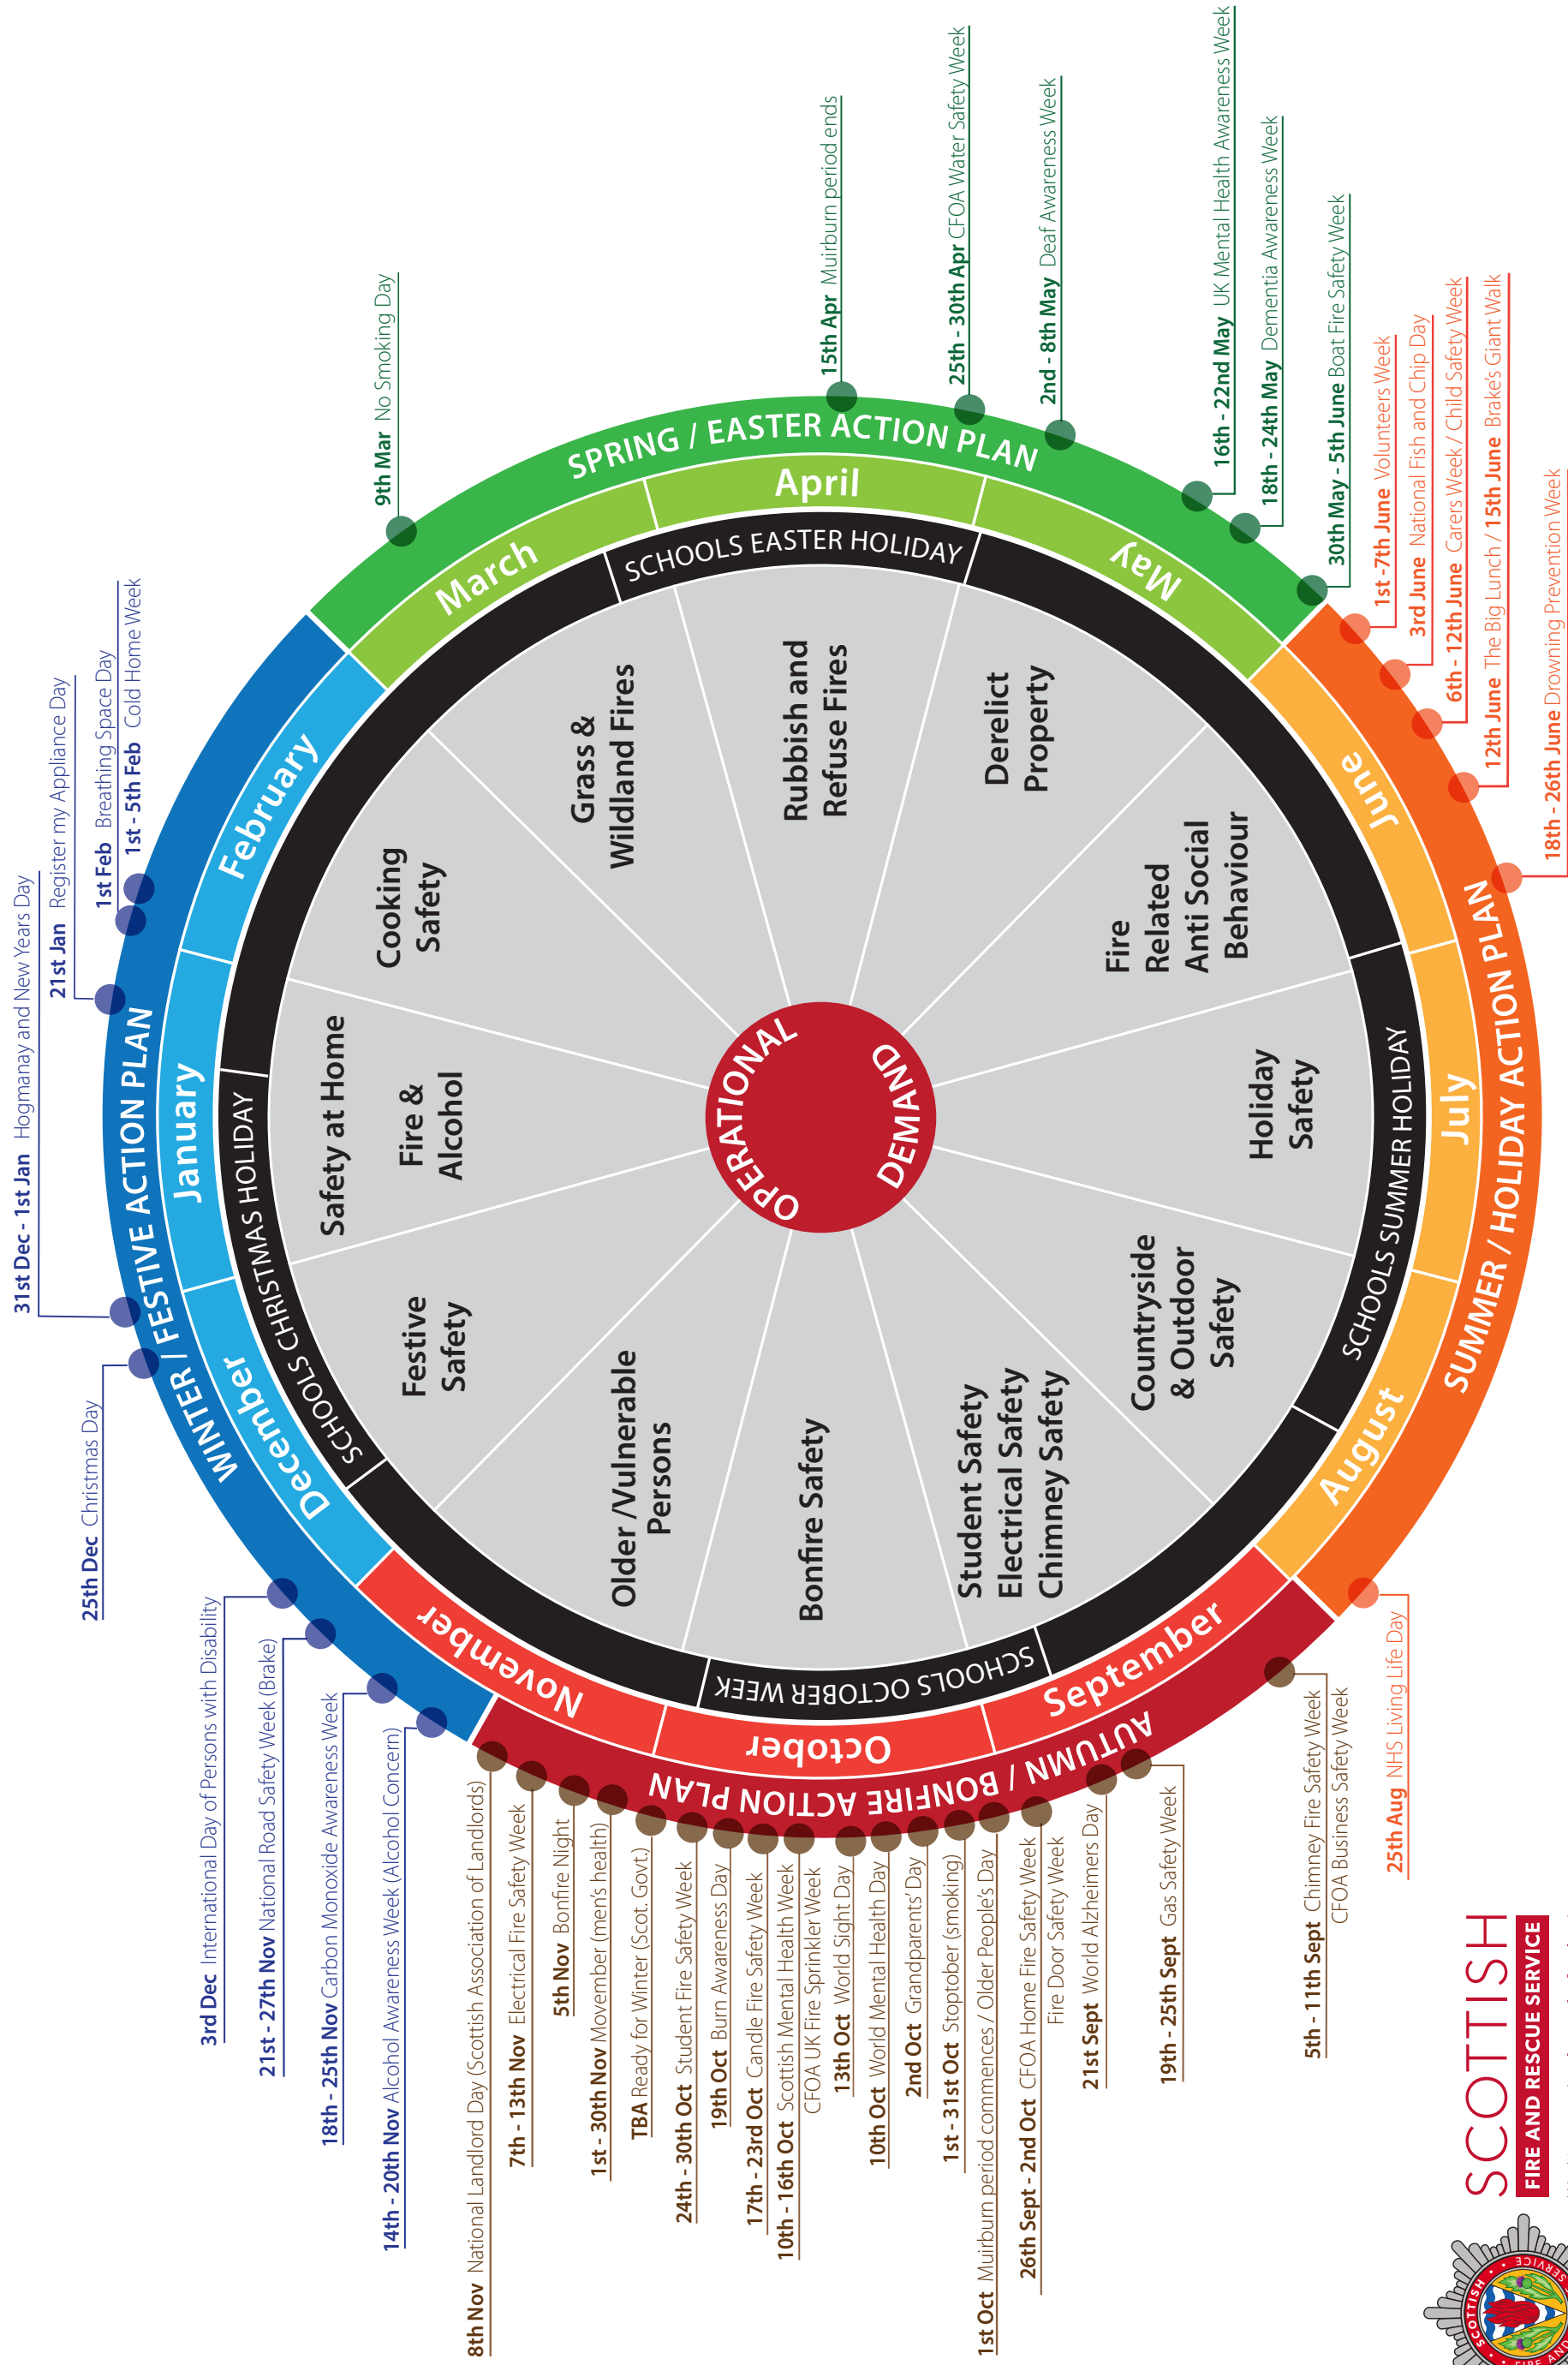 31st Dec - 1st Jan Hogmanay and New Years Day
21st Jan Register my Appliance Day
1st Feb Breathing Space Day
1st - 5th Feb Cold Home Week
25th Dec Christmas Day
3rd Dec International Day of Persons with Disability
21st - 27th Nov National Road Safety Week (Brake)
18th - 25th Nov Carbon Monoxide Awareness Week
14th - 20th Nov Alcohol Awareness Week (Alcohol Concern)
8th Nov National Landlord Day (Scottish Association of Landlords)
7th - 13th Nov Electrical Fire Safety Week
5th Nov Bonfire Night
1st - 30th Nov Movember (men's health)
TBA Ready for Winter (Scot. Govt.)
24th - 30th Oct Student Fire Safety Week
19th Oct Burn Awareness Day
17th - 23rd Oct Candle Fire Safety Week
10th - 16th Oct Scottish Mental Health Week
CFOA UK Fire Sprinkler Week
13th Oct World Sight Day
10th Oct World Mental Health Day
2nd Oct Grandparents' Day
1st - 31st Oct Stoptober (smoking)
1st Oct Muirburn period commences / Older People's Day
26th Sept - 2nd Oct CFOA Home Fire Safety Week
Fire Door Safety Week
21st Sept World Alzheimers Day
19th - 25th Sept Gas Safety Week
5th - 11th Sept Chimney Fire Safety Week
CFOA Business Safety Week
25th Aug NHS Living Life Day
9th Mar No Smoking Day
15th Apr Muirburn period ends
25th - 30th Apr CFOA Water Safety Week
2nd - 8th May Deaf Awareness Week
16th - 22nd May UK Mental Health Awareness Week
18th - 24th May Dementia Awareness Week
30th May - 5th June Boat Fire Safety Week
1st -7th June Volunteers Week
3rd June National Fish and Chip Day
6th - 12th June Carers Week / Child Safety Week
12th June The Big Lunch / 15th June Brake's Giant Walk
18th - 26th June Drowning Prevention Week
WINTER / FESTIVE ACTION PLAN
SPRING / EASTER ACTION PLAN
SUMMER / HOLIDAY ACTION PLAN
AUTUMN / BONFIRE ACTION PLAN
January
February
March
April
May
June
July
August
September
October
November
December
SCHOOLS CHRISTMAS HOLIDAY
SCHOOLS EASTER HOLIDAY
SCHOOLS SUMMER HOLIDAY
SCHOOLS OCTOBER WEEK
Safety at Home
Fire &
Alcohol
Cooking
Safety
Grass &
Wildland Fires
Rubbish and
Refuse Fires
Derelict
Property
Fire
Related
Anti Social
Behaviour
Holiday
Safety
Countryside
& Outdoor
Safety
Student Safety
Electrical Safety
Chimney Safety
Bonfire Safety
Older /Vulnerable
Persons
Festive
Safety
OPERATIONAL
DEMAND
SCOTTISH
FIRE AND RESCUE SERVICE
SCOTTISH
FIRE AND
SERVICE